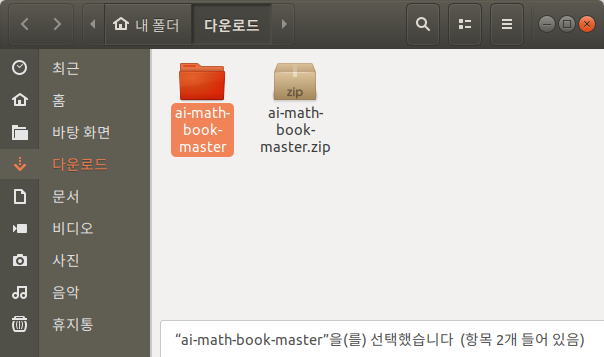 내 폴더
다운로드
최근
홈
바탕 화면
다운로드
문서
비디오
사진
음악
휴지통
ai-math-
book-
master
zip
ai-math-
book-
master.zip
“ai-math-book-master”을(를) 선택했습니다 (항목 2개 들어 있음)